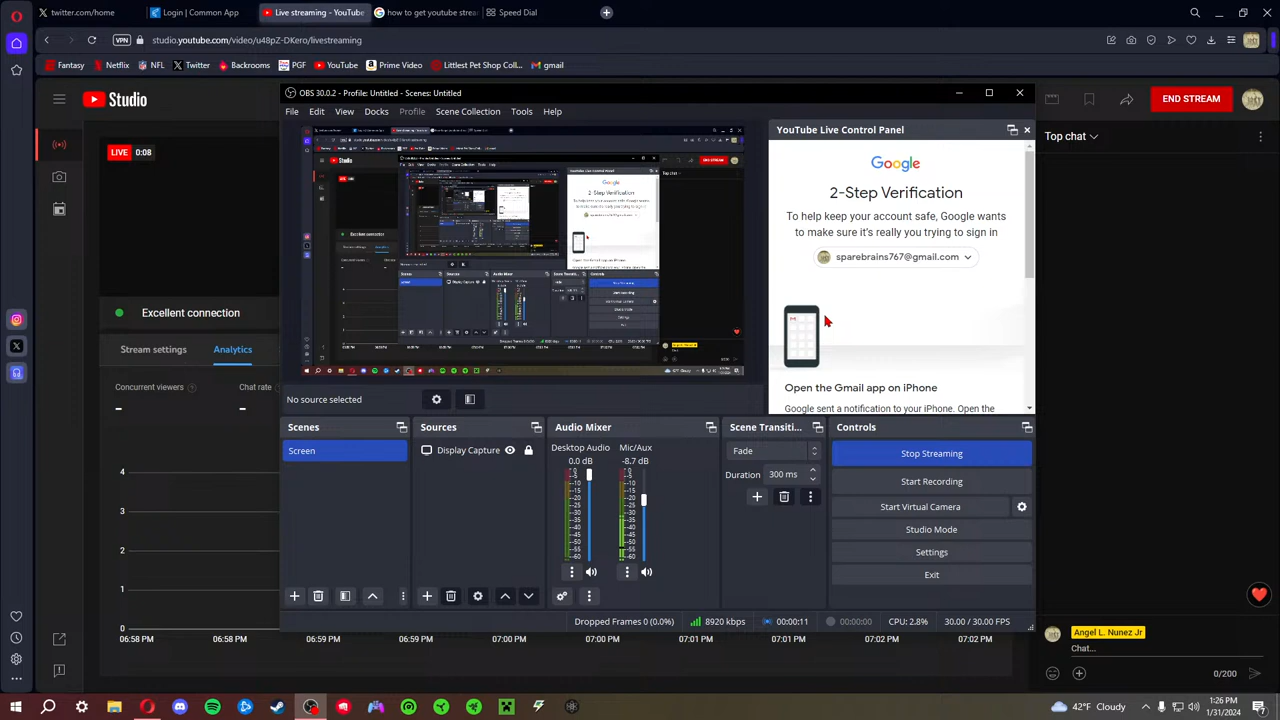 twitter.com/home
Login | Common App
Live streaming - YouTube
how to get youtube strea
Speed Dial
VPN
studio.youtube.com/video/u48pZ-DKero/livestreaming
Fantasy
Netflix
NFL
Twitter
Backrooms
PGF
YouTube
Prime Video
Littlest Pet Shop Coll...
gmail
Studio
END STREAM
LIVE
Excellent connection
Stream settings
Analytics
Concurrent viewers
Chat rate
–
–
4
3
2
1
0
06:58 PM
06:58 PM
06:59 PM
06:59 PM
07:00 PM
07:00 PM
07:01 PM
07:01 PM
07:02 PM
07:02 PM
OBS 30.0.2 - Profile: Untitled - Scenes: Untitled
File
Edit
View
Docks
Profile
Scene Collection
Tools
Help
YouTube Live Control Panel
Google
2-Step Verification
To help keep your account safe, Google wants
to make sure it's really you trying to sign in
sparebrains767@gmail.com
Open the Gmail app on iPhone
Google sent a notification to your iPhone. Open the
No source selected
Scenes
Screen
Sources
Display Capture
Audio Mixer
Desktop Audio
0.0 dB
Mic/Aux
-8.7 dB
Scene Transiti...
Fade
Duration
300 ms
Controls
Stop Streaming
Start Recording
Start Virtual Camera
Studio Mode
Settings
Exit
Dropped Frames 0 (0.0%)
8920 kbps
00:00:11
00:00:00
CPU: 2.8%
30.00 / 30.00 FPS
Top chat
Angel L. Nunez Jr
Chat...
0/200
42°F Cloudy
1:26 PM
1/31/2024